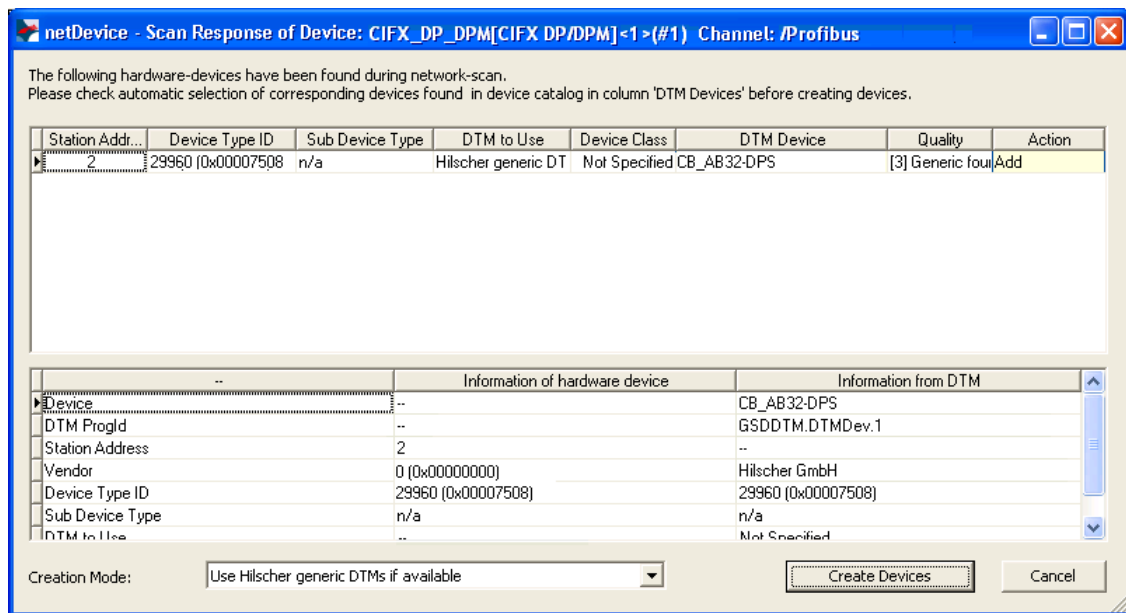 netDevice - Scan Response of Device: CIFX_DP_DPM[CIFX DP/DPM]<1>(#1) Channel: /Profibus
The following hardware-devices have been found during network-scan.
Please check automatic selection of corresponding devices found in device catalog in column 'DTM Devices' before creating devices.
Station Addr... Device Type ID Sub Device Type DTM to Use Device Class DTM Device Quality Action
2 29960 (0x00007508 n/a Hilscher generic DT Not Specified CB_AB32-DPS [3] Generic four Add
-- Information of hardware device Information from DTM
Device -- CB_AB32-DPS
DTM ProgId -- GSDDTM.DTMDev.1
Station Address 2 --
Vendor 0 (0x00000000) Hilscher GmbH
Device Type ID 29960 (0x00007508) 29960 (0x00007508)
Sub Device Type n/a n/a
DTM to Use -- Not Specified
Creation Mode: Use Hilscher generic DTMs if available Create Devices Cancel